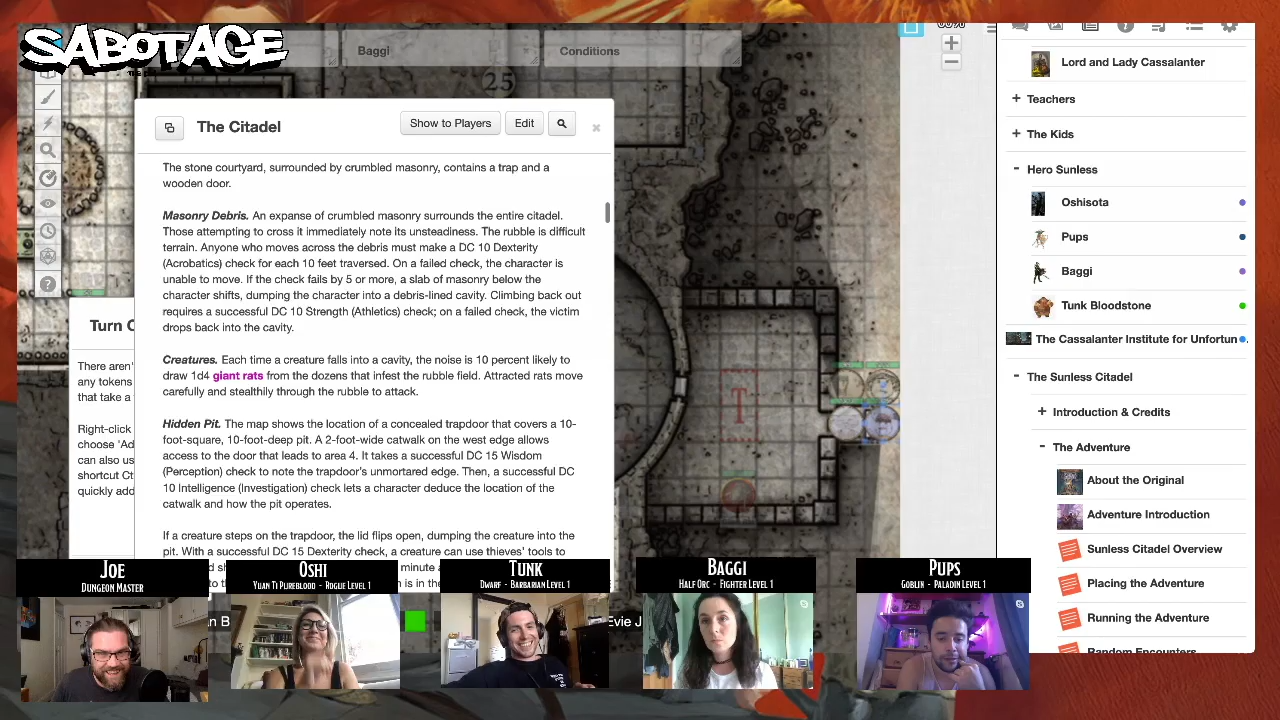 SABOTAGE
Baggi
Conditions
25
The Citadel
Show to Players
Edit
The stone courtyard, surrounded by crumbled masonry, contains a trap and a
wooden door.
Masonry Debris. An expanse of crumbled masonry surrounds the entire citadel.
Those attempting to cross it immediately note its unsteadiness. The rubble is difficult
terrain. Anyone who moves across the debris must make a DC 10 Dexterity
(Acrobatics) check for each 10 feet traversed. On a failed check, the character is
unable to move. If the check fails by 5 or more, a slab of masonry below the
character shifts, dumping the character into a debris-lined cavity. Climbing back out
requires a successful DC 10 Strength (Athletics) check; on a failed check, the victim
drops back into the cavity.
Creatures. Each time a creature falls into a cavity, the noise is 10 percent likely to
draw 1d4 giant rats from the dozens that infest the rubble field. Attracted rats move
carefully and stealthily through the rubble to attack.
Hidden Pit. The map shows the location of a concealed trapdoor that covers a 10-
foot-square, 10-foot-deep pit. A 2-foot-wide catwalk on the west edge allows
access to the door that leads to area 4. It takes a successful DC 15 Wisdom
(Perception) check to note the trapdoor's unmortared edge. Then, a successful DC
10 Intelligence (Investigation) check lets a character deduce the location of the
catwalk and how the pit operates.
If a creature steps on the trapdoor, the lid flips open, dumping the creature into the
pit. With a successful DC 15 Dexterity check, a creature can use thieves' tools to
minute a
is in the
Turn O
There aren'
any tokens
that take a
Right-click
choose 'Ad
can also us
shortcut Ct
quickly add
T
Lord and Lady Cassalanter
+ Teachers
+ The Kids
- Hero Sunless
Oshisota
Pups
Baggi
Tunk Bloodstone
The Cassalanter Institute for Unfortun
- The Sunless Citadel
+ Introduction & Credits
- The Adventure
About the Original
Adventure Introduction
Sunless Citadel Overview
Placing the Adventure
Running the Adventure
Random Encounters
JOE
DUNGEON MASTER
OSHI
YUAN TI PUREBLOOD - ROGUE LEVEL 1
TUNK
DWARF - BARBARIAN LEVEL 1
BAGGI
HALF ORC - FIGHTER LEVEL 1
PUPS
GOBLIN - PALADIN LEVEL 1
an B
Evie J